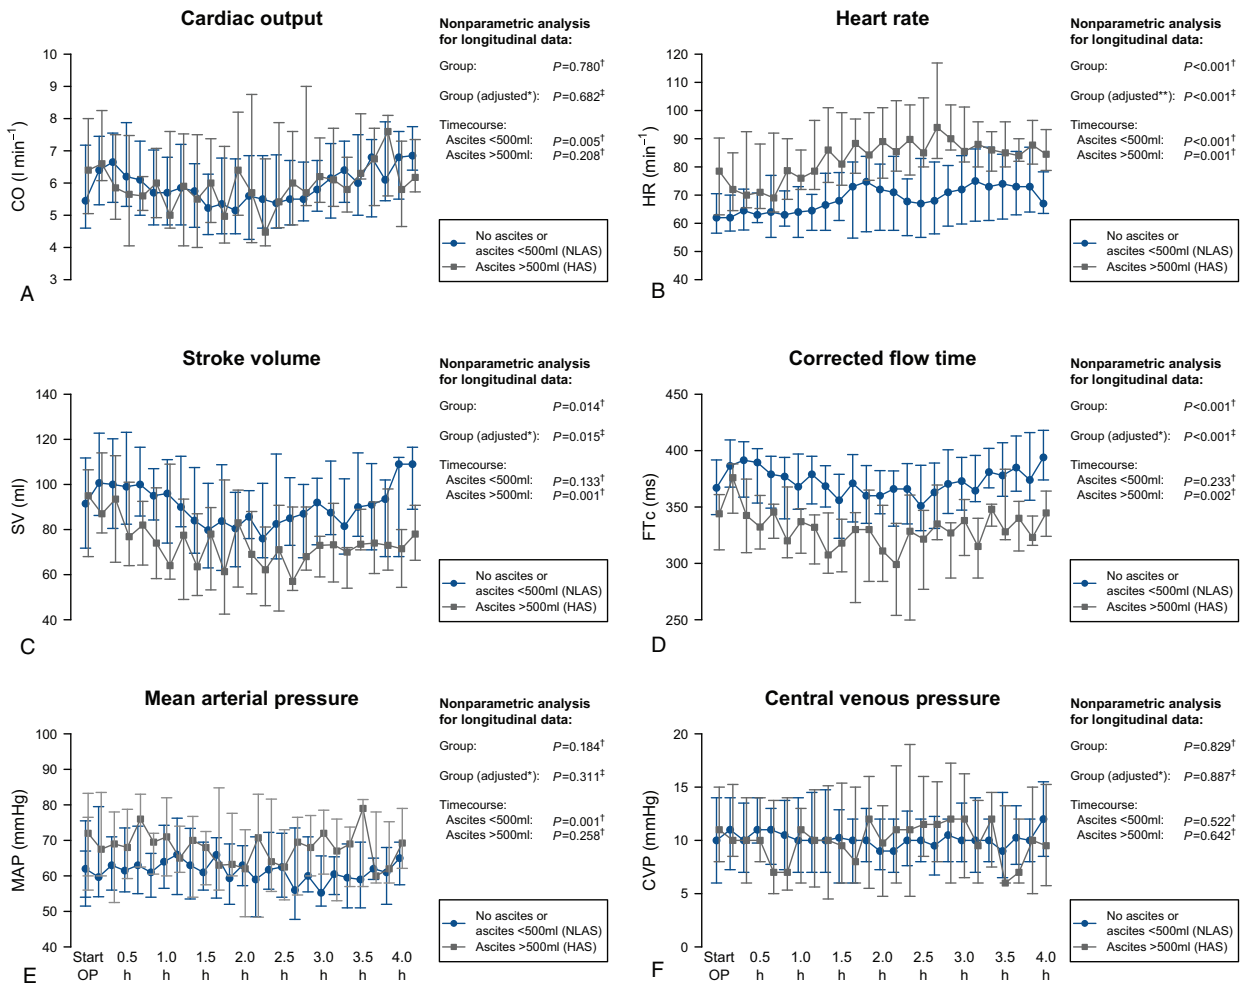 Cardiac output
CO (l min⁻¹)
10
9
8
7
6
5
4
3
A
Nonparametric analysis
for longitudinal data:
Group: P=0.780†
Group (adjusted*): P=0.682‡
Timecourse:
Ascites <500ml: P=0.005†
Ascites >500ml: P=0.208†
No ascites or
ascites <500ml (NLAS)
Ascites >500ml (HAS)
Heart rate
HR (min⁻¹)
120
110
100
90
80
70
60
50
40
B
Nonparametric analysis
for longitudinal data:
Group: P<0.001†
Group (adjusted**): P<0.001‡
Timecourse:
Ascites <500ml: P<0.001†
Ascites >500ml: P=0.001†
No ascites or
ascites <500ml (NLAS)
Ascites >500ml (HAS)
Stroke volume
SV (ml)
140
120
100
80
60
40
C
Nonparametric analysis
for longitudinal data:
Group: P=0.014†
Group (adjusted*): P=0.015‡
Timecourse:
Ascites <500ml: P=0.133†
Ascites >500ml: P=0.001†
No ascites or
ascites <500ml (NLAS)
Ascites >500ml (HAS)
Corrected flow time
FTc (ms)
450
400
350
300
250
D
Nonparametric analysis
for longitudinal data:
Group: P<0.001†
Group (adjusted*): P<0.001‡
Timecourse:
Ascites <500ml: P=0.233†
Ascites >500ml: P=0.002†
No ascites or
ascites <500ml (NLAS)
Ascites >500ml (HAS)
Mean arterial pressure
MAP (mmHg)
100
90
80
70
60
50
40
Start 0.5 1.0 1.5 2.0 2.5 3.0 3.5 4.0
OP h h h h h h h h
E
Nonparametric analysis
for longitudinal data:
Group: P=0.184†
Group (adjusted*): P=0.311‡
Timecourse:
Ascites <500ml: P=0.001†
Ascites >500ml: P=0.258†
No ascites or
ascites <500ml (NLAS)
Ascites >500ml (HAS)
Central venous pressure
CVP (mmHg)
20
15
10
5
0
Start 0.5 1.0 1.5 2.0 2.5 3.0 3.5 4.0
OP h h h h h h h h
F
Nonparametric analysis
for longitudinal data:
Group: P=0.829†
Group (adjusted*): P=0.887‡
Timecourse:
Ascites <500ml: P=0.522†
Ascites >500ml: P=0.642†
No ascites or
ascites <500ml (NLAS)
Ascites >500ml (HAS)